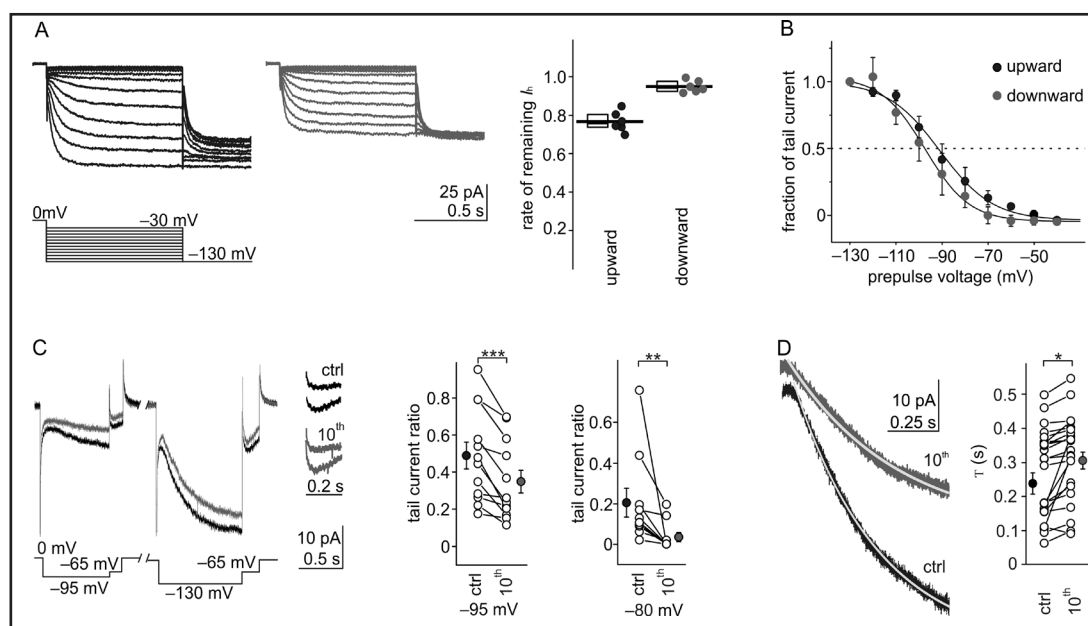 A
0mV
−30 mV
−130 mV
25 pA
0.5 s
rate of remaining Ih
1.0
0.8
0.6
0.4
0.2
upward
downward
B
upward
downward
fraction of tail current
1.0
0.5
0
−130
−110
−90
−70
−50
prepulse voltage (mV)
C
0 mV
−65 mV
−95 mV
−65 mV
−130 mV
ctrl
10th
0.2 s
10 pA
0.5 s
tail current ratio
***
0.8
0.6
0.4
0.2
0
ctrl
10th
−95 mV
tail current ratio
**
0.8
0.6
0.4
0.2
0
ctrl
10th
−80 mV
D
10 pA
0.25 s
10th
ctrl
τ (s)
*
0.5
0.4
0.3
0.2
0.1
0
ctrl
10th